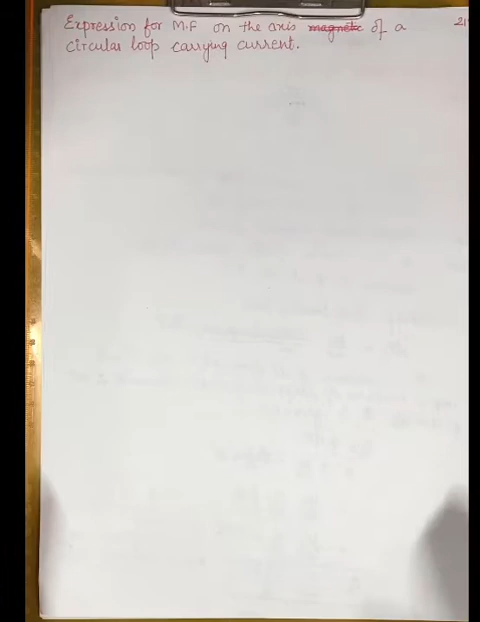 Expression for M.F on the axis magnetic of a
circular loop carrying current.